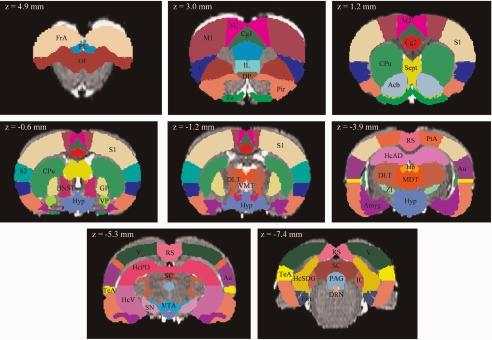 z = 4.9 mm
FrA
OF
z = 3.0 mm
M2
M1
Cg1
IL
DP
Pir
z = 1.2 mm
M2
Cg2
S1
CPu
Sept
Acb
z = -0.6 mm
S1
S2
CPu
BNST
GP
Hyp
VP
z = -1.2 mm
S1
DLT
VMT
Hyp
z = -3.9 mm
RS
PtA
HcAD
Au
Hb
DLT
MDT
ZI
Amyg
Hyp
z = -5.3 mm
RS
HcPD
SC
Au
TeA
HcV
SN
VTA
z = -7.4 mm
RS
V
TeA
HcSDG
PAG
IC
DRN